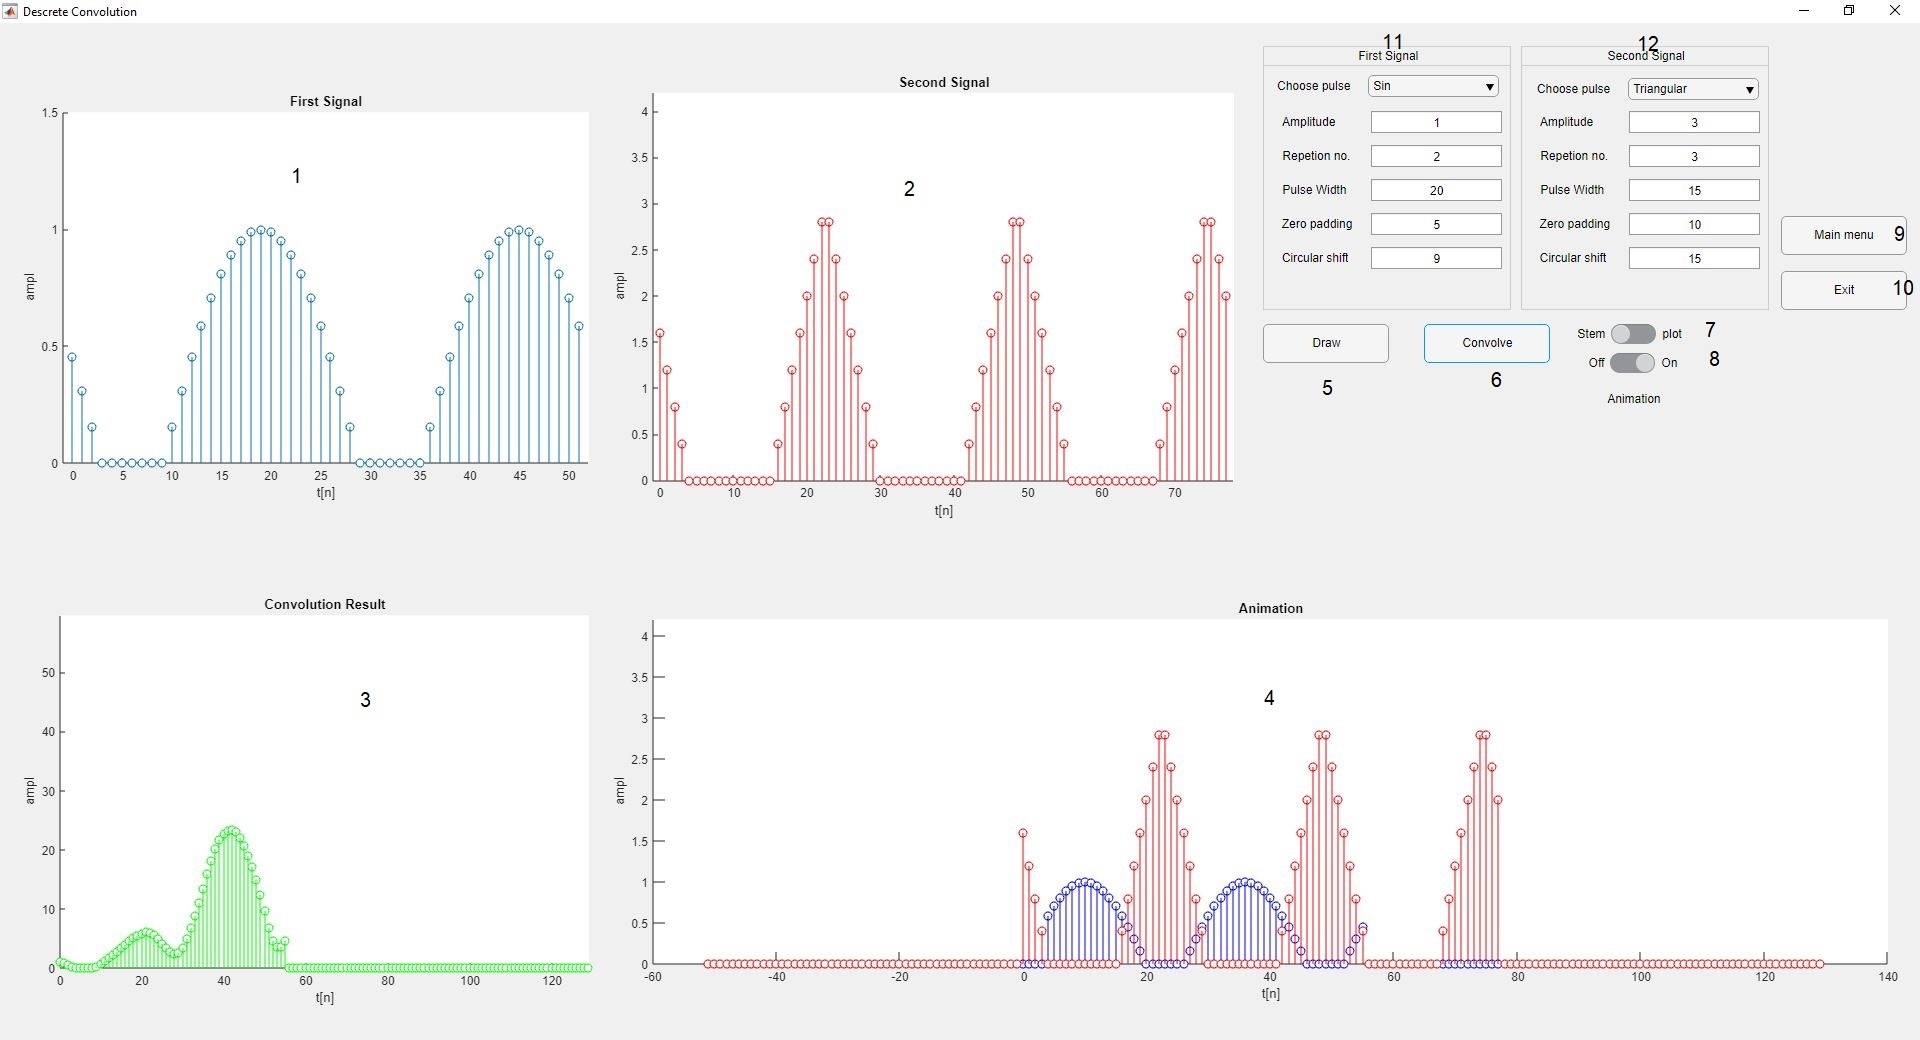 Descrete Convolution
11
12
First Signal
Second Signal
Choose pulse Sin
Choose pulse Triangular
Amplitude 1
Amplitude 3
Repetion no. 2
Repetion no. 3
Pulse Width 20
Pulse Width 15
Zero padding 5
Zero padding 10
Circular shift 9
Circular shift 15
Main menu 9
Exit 10
Draw
Convolve
Stem plot 7
Off On 8
5
6
Animation
First Signal
1.5
1
0.5
0
ampl
1
0 5 10 15 20 25 30 35 40 45 50
t[n]
Second Signal
4
3.5
3
2.5
2
1.5
1
0.5
0
ampl
2
0 10 20 30 40 50 60 70
t[n]
Convolution Result
50
40
30
20
10
0
ampl
3
0 20 40 60 80 100 120
t[n]
Animation
4
3.5
3
2.5
2
1.5
1
0.5
0
ampl
4
-60 -40 -20 0 20 40 60 80 100 120 140
t[n]